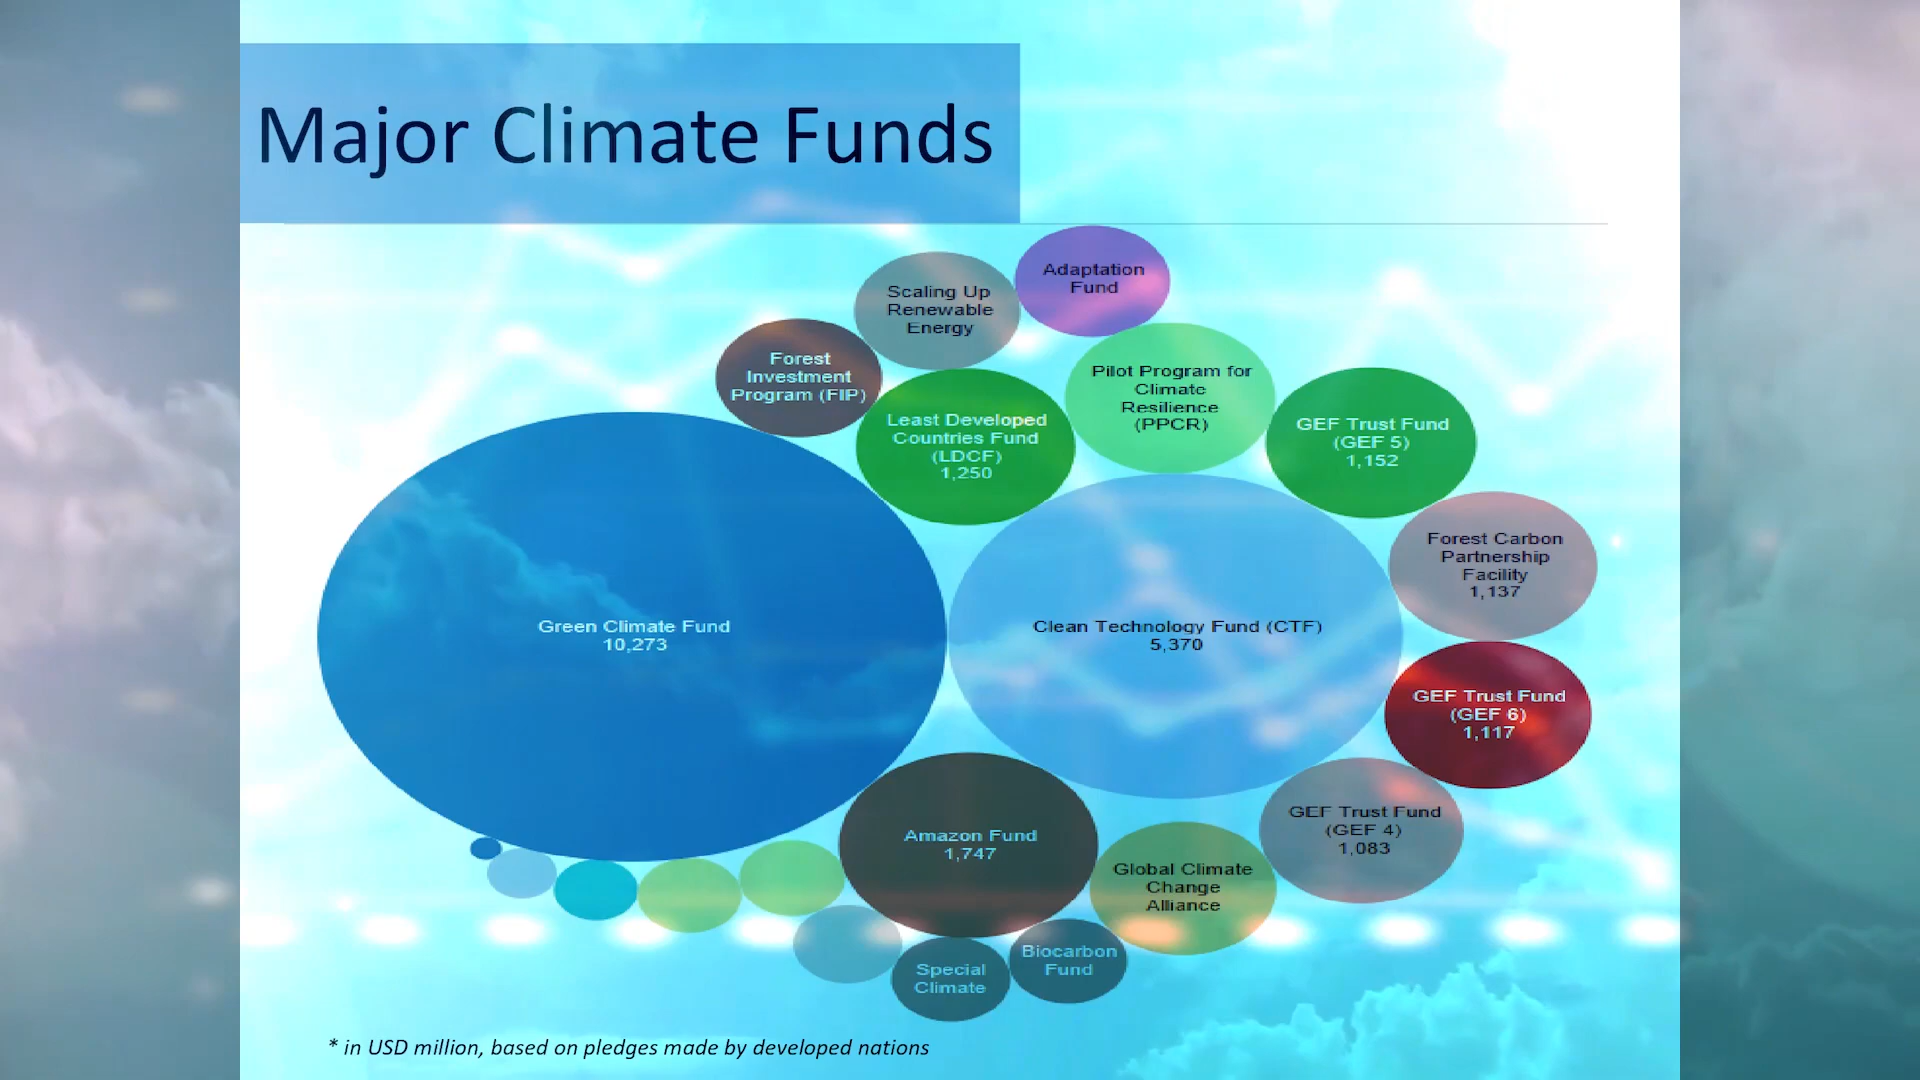 Major Climate Funds
Adaptation
Fund
Scaling Up
Renewable
Energy
Forest
Investment
Program (FIP)
Pilot Program for
Climate
Resilience
(PPCR)
Least Developed
Countries Fund
(LDCF)
1,250
GEF Trust Fund
(GEF 5)
1,152
Forest Carbon
Partnership
Facility
1,137
Green Climate Fund
10,273
Clean Technology Fund (CTF)
5,370
GEF Trust Fund
(GEF 6)
1,117
GEF Trust Fund
(GEF 4)
1,083
Amazon Fund
1,747
Global Climate
Change
Alliance
Biocarbon
Fund
Special
Climate
* in USD million, based on pledges made by developed nations